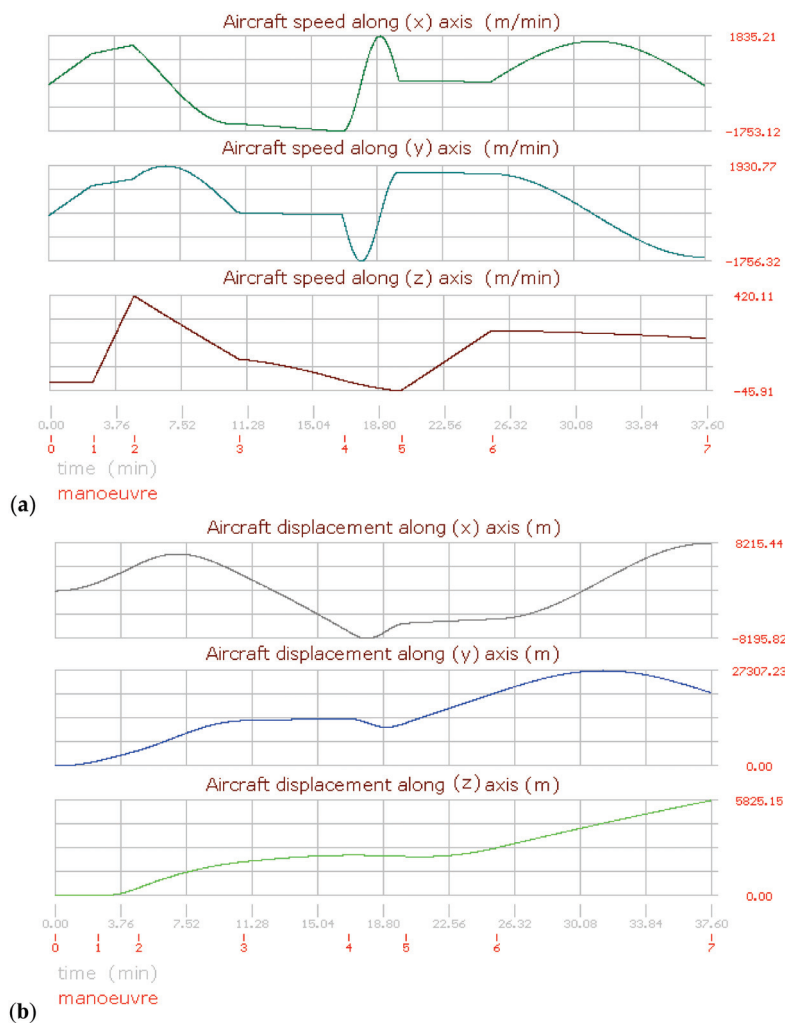 Aircraft speed along (x) axis (m/min)
1835.21
-1753.12
Aircraft speed along (y) axis (m/min)
1930.77
-1756.32
Aircraft speed along (z) axis (m/min)
420.11
-45.91
0.00 3.76 7.52 11.28 15.04 18.80 22.56 26.32 30.08 33.84 37.60
0 1 2 3 4 5 6 7
time (min)
manoeuvre
(a)
Aircraft displacement along (x) axis (m)
8215.44
-8195.82
Aircraft displacement along (y) axis (m)
27307.23
0.00
Aircraft displacement along (z) axis (m)
5825.15
0.00
0.00 3.76 7.52 11.28 15.04 18.80 22.56 26.32 30.08 33.84 37.60
0 1 2 3 4 5 6 7
time (min)
manoeuvre
(b)